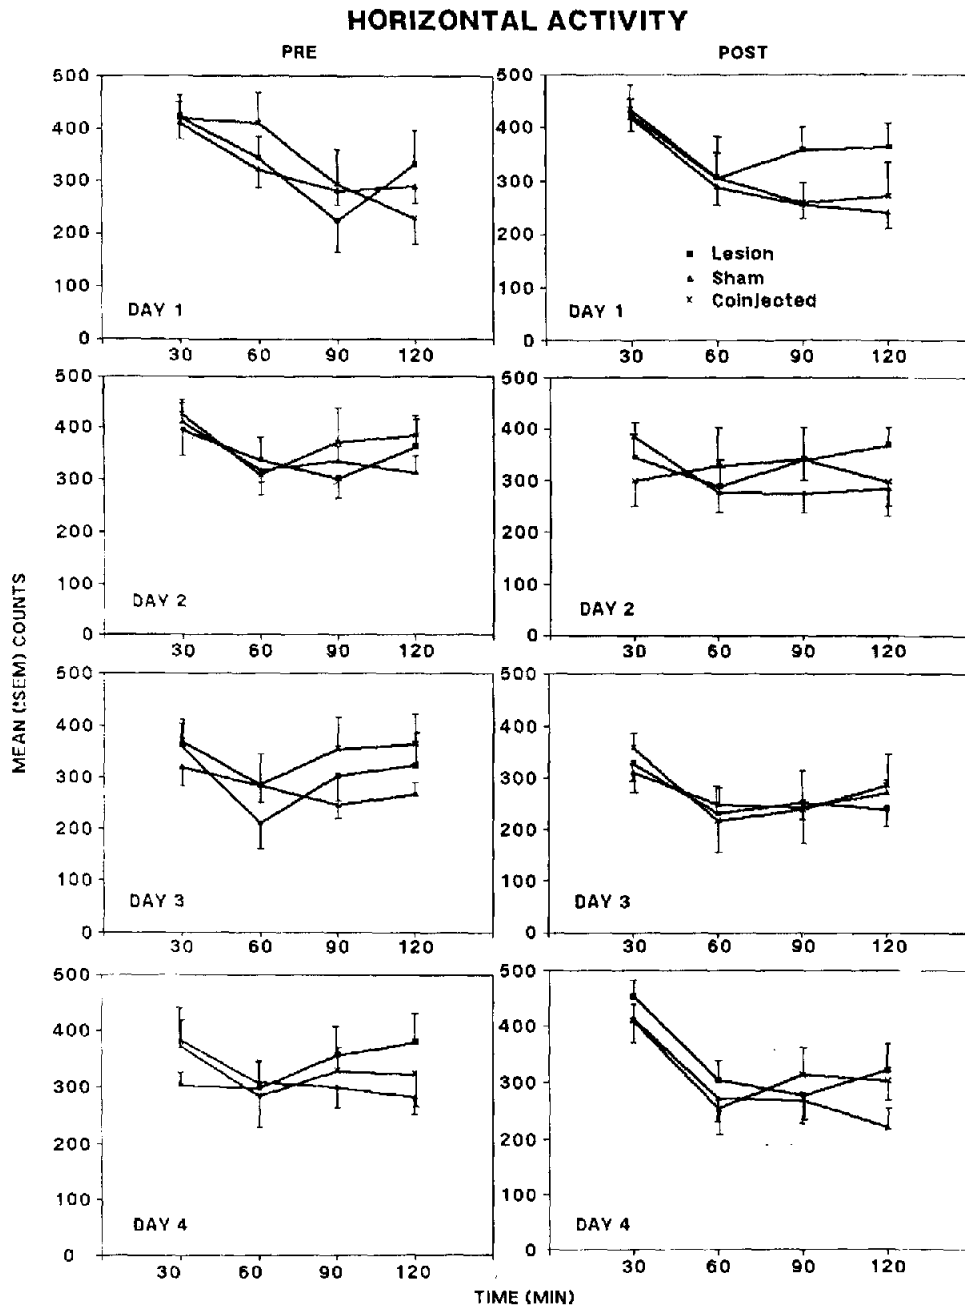 HORIZONTAL ACTIVITY
PRE
POST
MEAN (±SEM) COUNTS
500
400
300
200
100
0
DAY 1
30 60 90 120
500
400
300
200
100
0
Lesion
Sham
Coinjected
DAY 1
30 60 90 120
500
400
300
200
100
0
DAY 2
30 60 90 120
500
400
300
200
100
0
DAY 2
30 60 90 120
500
400
300
200
100
0
DAY 3
30 60 90 120
500
400
300
200
100
0
DAY 3
30 60 90 120
500
400
300
200
100
0
DAY 4
30 60 90 120
500
400
300
200
100
0
DAY 4
30 60 90 120
TIME (MIN)